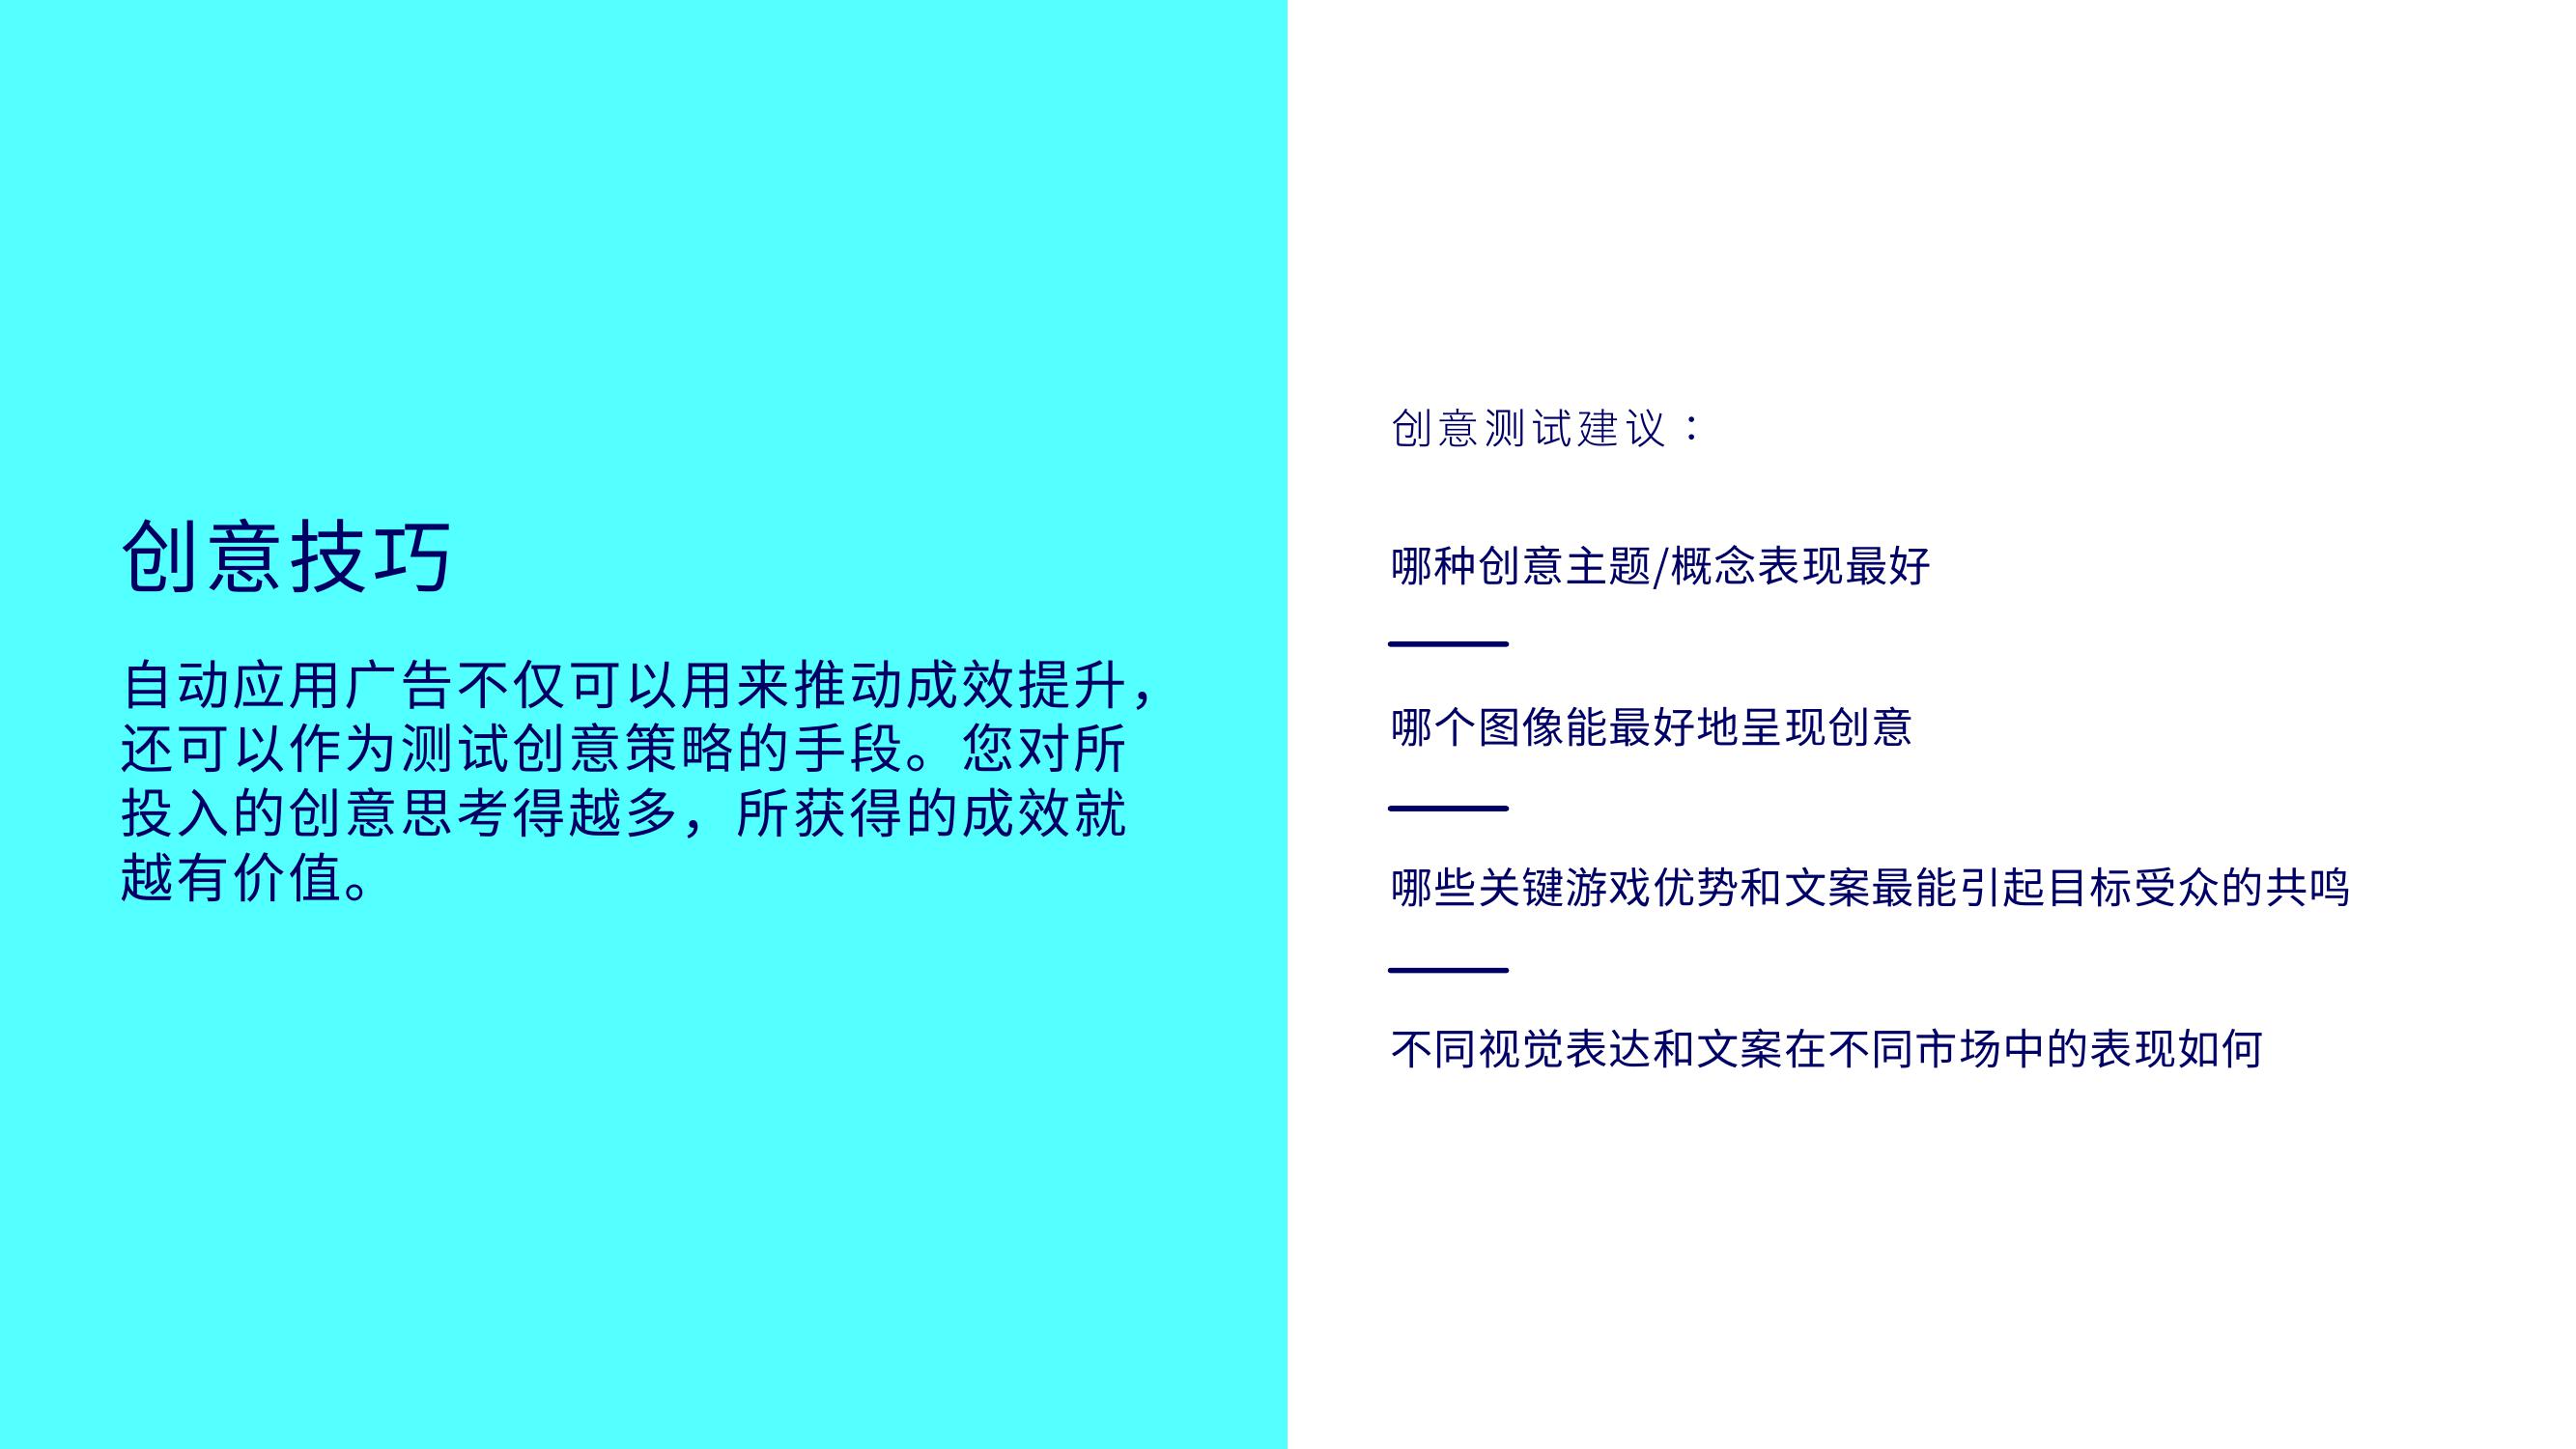 创意技巧
自动应用广告不仅可以用来推动成效提升，
还可以作为测试创意策略的手段。您对所
投入的创意思考得越多，所获得的成效就
越有价值。
创意测试建议：
哪种创意主题/概念表现最好
哪个图像能最好地呈现创意
哪些关键游戏优势和文案最能引起目标受众的共鸣
不同视觉表达和文案在不同市场中的表现如何